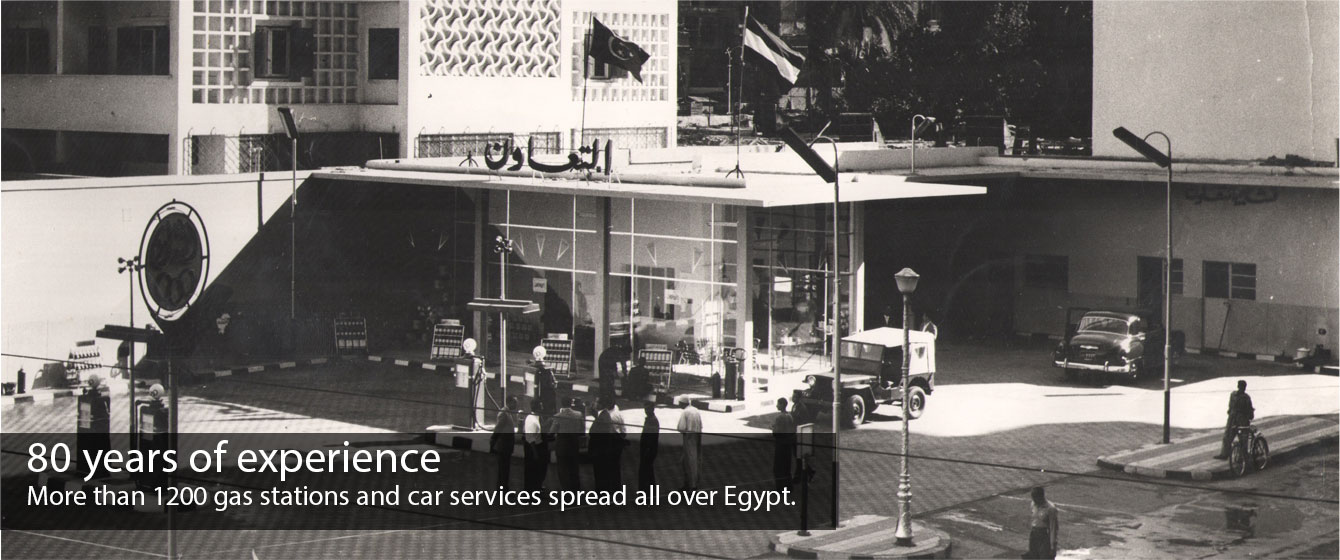 التعاون
80 years of experience
More than 1200 gas stations and car services spread all over Egypt.